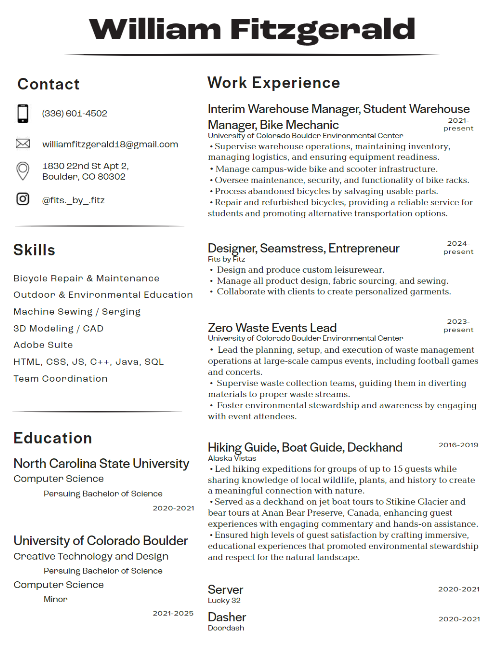 William Fitzgerald
Contact
(336) 601-4502
williamfitzgerald18@gmail.com
1830 22nd St Apt 2,
Boulder, CO 80302
@fits._by_.fitz
Skills
Bicycle Repair & Maintenance
Outdoor & Environmental Education
Machine Sewing / Serging
3D Modeling / CAD
Adobe Suite
HTML, CSS, JS, C++, Java, SQL
Team Coordination
Education
North Carolina State University
Computer Science
Persuing Bachelor of Science
2020-2021
University of Colorado Boulder
Creative Technology and Design
Persuing Bachelor of Science
Computer Science
Minor
2021-2025
Work Experience
Interim Warehouse Manager, Student Warehouse
Manager, Bike Mechanic
2021-
present
University of Colorado Boulder Environmental Center
• Supervise warehouse operations, maintaining inventory,
managing logistics, and ensuring equipment readiness.
• Manage campus-wide bike and scooter infrastructure.
• Oversee maintenance, security, and functionality of bike racks.
• Process abandoned bicycles by salvaging usable parts.
• Repair and refurbished bicycles, providing a reliable service for
students and promoting alternative transportation options.
Designer, Seamstress, Entrepreneur
2024
present
Fits by Fitz
• Design and produce custom leisurewear.
• Manage all product design, fabric sourcing, and sewing.
• Collaborate with clients to create personalized garments.
Zero Waste Events Lead
2023-
present
University of Colorado Boulder Environmental Center
• Lead the planning, setup, and execution of waste management
operations at large-scale campus events, including football games
and concerts.
• Supervise waste collection teams, guiding them in diverting
materials to proper waste streams.
• Foster environmental stewardship and awareness by engaging
with event attendees.
Hiking Guide, Boat Guide, Deckhand
2016-2019
Alaska Vistas
• Led hiking expeditions for groups of up to 15 guests while
sharing knowledge of local wildlife, plants, and history to create
a meaningful connection with nature.
• Served as a deckhand on jet boat tours to Stikine Glacier and
bear tours at Anan Bear Preserve, Canada, enhancing guest
experiences with engaging commentary and hands-on assistance.
• Ensured high levels of guest satisfaction by crafting immersive,
educational experiences that promoted environmental stewardship
and respect for the natural landscape.
Server
2020-2021
Lucky 32
Dasher
2020-2021
Doordash